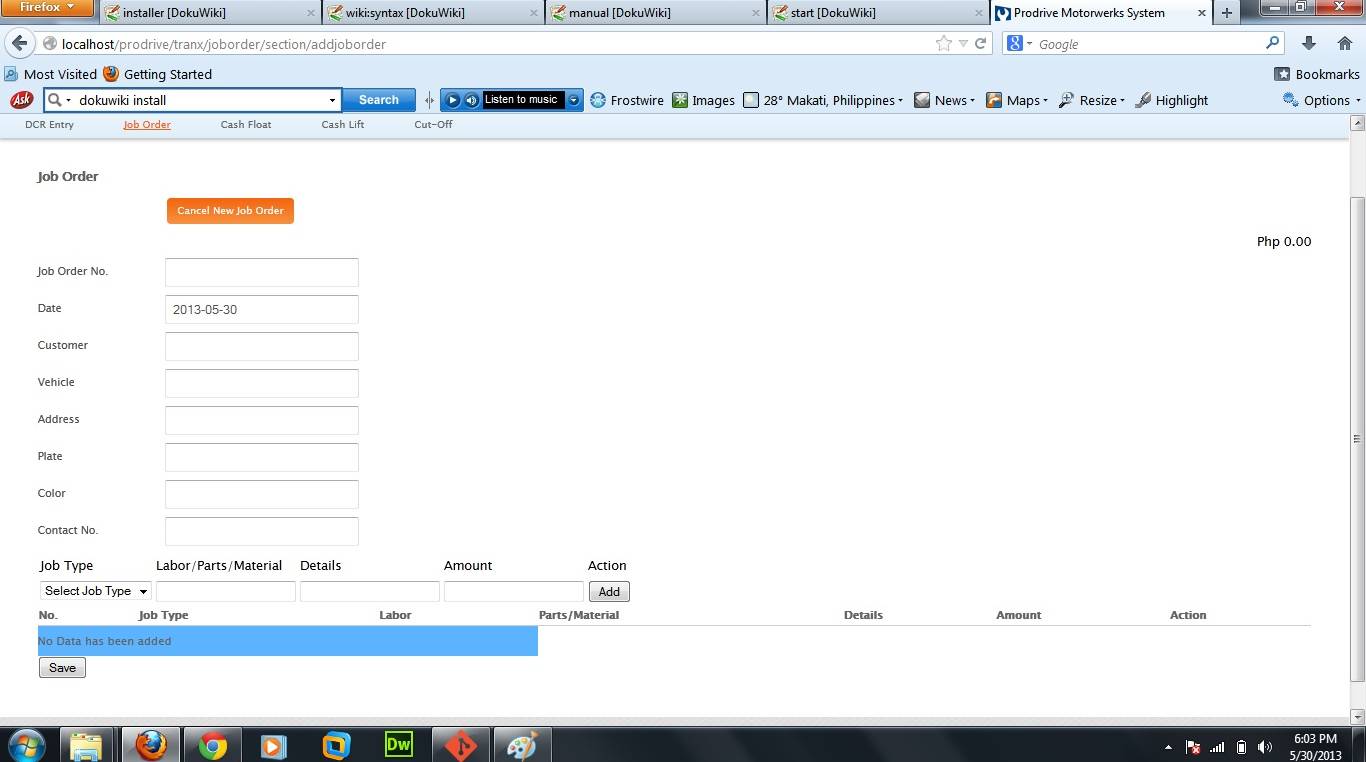 Firefox
installer [DokuWiki]
wiki:syntax [DokuWiki]
manual [DokuWiki]
start [DokuWiki]
Prodrive Motorwerks System
localhost/prodrive/tranx/joborder/section/addjoborder
Google
Most Visited
Getting Started
Bookmarks
Ask
dokuwiki install
Search
Listen to music
Frostwire
Images
28° Makati, Philippines
News
Maps
Resize
Highlight
Options
DCR Entry
Job Order
Cash Float
Cash Lift
Cut-Off
Job Order
Cancel New Job Order
Php 0.00
Job Order No.
Date
2013-05-30
Customer
Vehicle
Address
Plate
Color
Contact No.
Job Type Labor/Parts/Material Details Amount Action
Select Job Type Add
No. Job Type Labor Parts/Material Details Amount Action
No Data has been added
Save
Dw
6:03 PM
5/30/2013